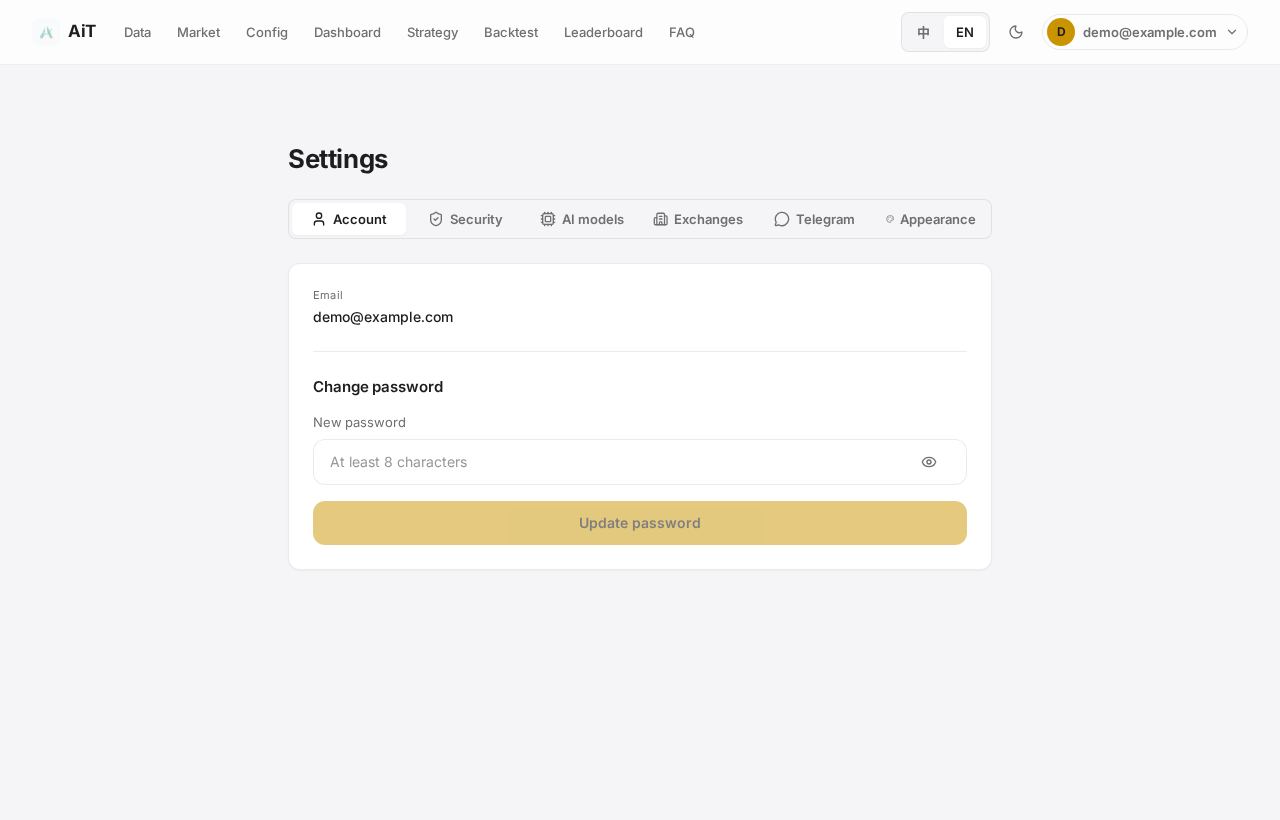 AiT
Data
Market
Config
Dashboard
Strategy
Backtest
Leaderboard
FAQ
中
EN
D
demo@example.com
Settings
Account
Security
AI models
Exchanges
Telegram
Appearance
Email
demo@example.com
Change password
New password
At least 8 characters
Update password